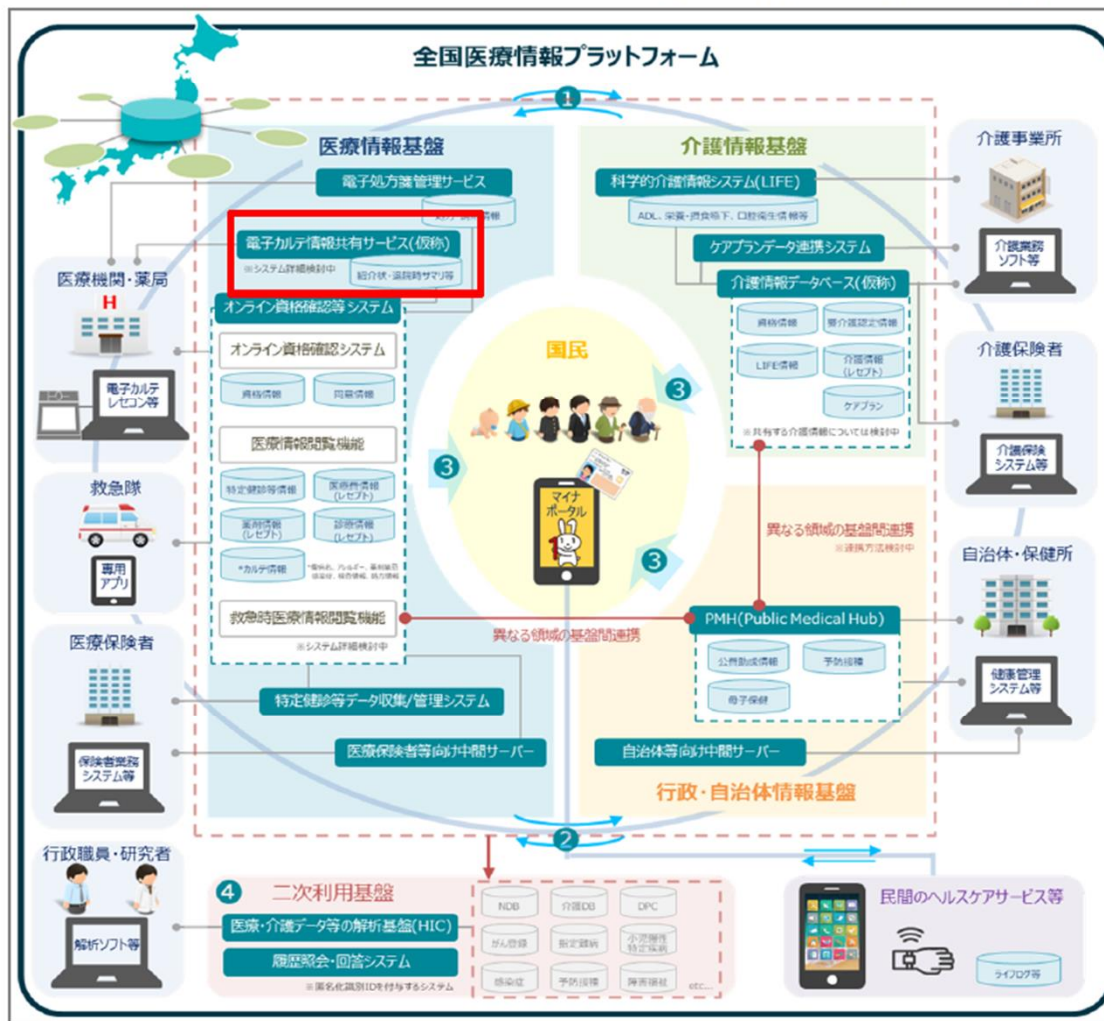 全国医療情報プラットフォーム
1
医療情報基盤
介護情報基盤
電子処方箋管理サービス
電子カルテ情報共有サービス(仮称)
※システム詳細検討中
紹介状・退院時サマリ等
オンライン資格確認等システム
オンライン資格確認システム
資格情報
同意情報
医療情報閲覧機能
特定健診等情報
医療費情報
(レセプト)
薬剤情報
(レセプト)
診療情報
(レセプト)
*カルテ情報
救急時医療情報閲覧機能
※システム詳細検討中
特定健診等データ収集/管理システム
医療保険者等向け中間サーバー
科学的介護情報システム(LIFE)
ADL、栄養・摂食嚥下、口腔衛生情報等
ケアプランデータ連携システム
介護情報データベース(仮称)
資格情報
要介護認定情報
LIFE情報
介護情報
(レセプト)
ケアプラン
※共有する介護情報については検討中
国民
3
3
3
マイナ
ポータル
異なる領域の基盤間連携
※連携方法検討中
異なる領域の基盤間連携
PMH(Public Medical Hub)
公費助成情報
予防接種
母子保健
自治体等向け中間サーバー
行政・自治体情報基盤
2
医療機関・薬局
H
電子カルテ
レセコン等
救急隊
専用
アプリ
医療保険者
保険者業務
システム等
行政職員・研究者
解析ソフト等
介護事業所
介護業務
ソフト等
介護保険者
介護保険
システム等
自治体・保健所
健康管理
システム等
4
二次利用基盤
医療・介護データ等の解析基盤(HIC)
履歴照会・回答システム
※匿名化識別IDを付与するシステム
NDB
介護DB
DPC
がん登録
指定難病
小児慢性
特定疾病
感染症
予防接種
障害福祉
etc...
民間のヘルスケアサービス等
ライフログ等